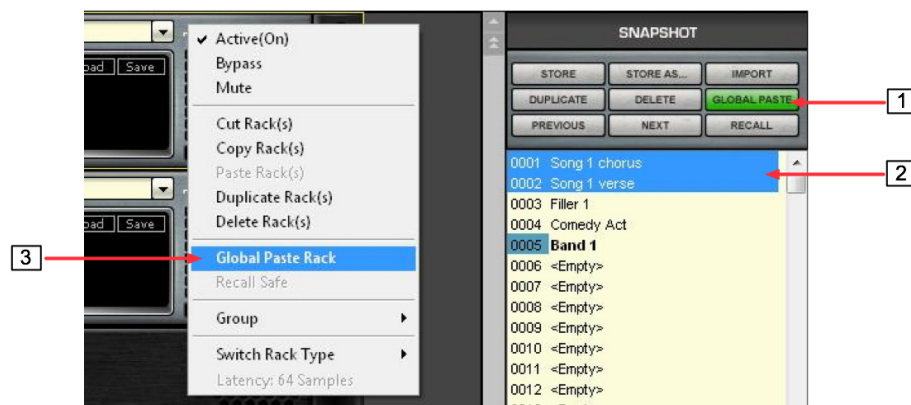 Load Save
✔ Active(On)
Bypass
Mute
Cut Rack(s)
Copy Rack(s)
Paste Rack(s)
Duplicate Rack(s)
Delete Rack(s)
Load Save
3
Global Paste Rack
Recall Safe
Group
Switch Rack Type
Latency: 64 Samples
SNAPSHOT
STORE STORE AS... IMPORT
DUPLICATE DELETE GLOBAL PASTE
1
PREVIOUS NEXT RECALL
0001 Song 1 chorus
2
0002 Song 1 verse
0003 Filler 1
0004 Comedy Act
0005 Band 1
0006 <Empty>
0007 <Empty>
0008 <Empty>
0009 <Empty>
0010 <Empty>
0011 <Empty>
0012 <Empty>